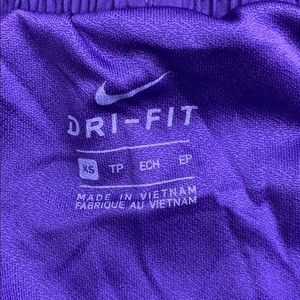 DRI-FIT
XS TP ECH EP
MADE IN VIETNAM
FABRIQUE AU VIETNAM